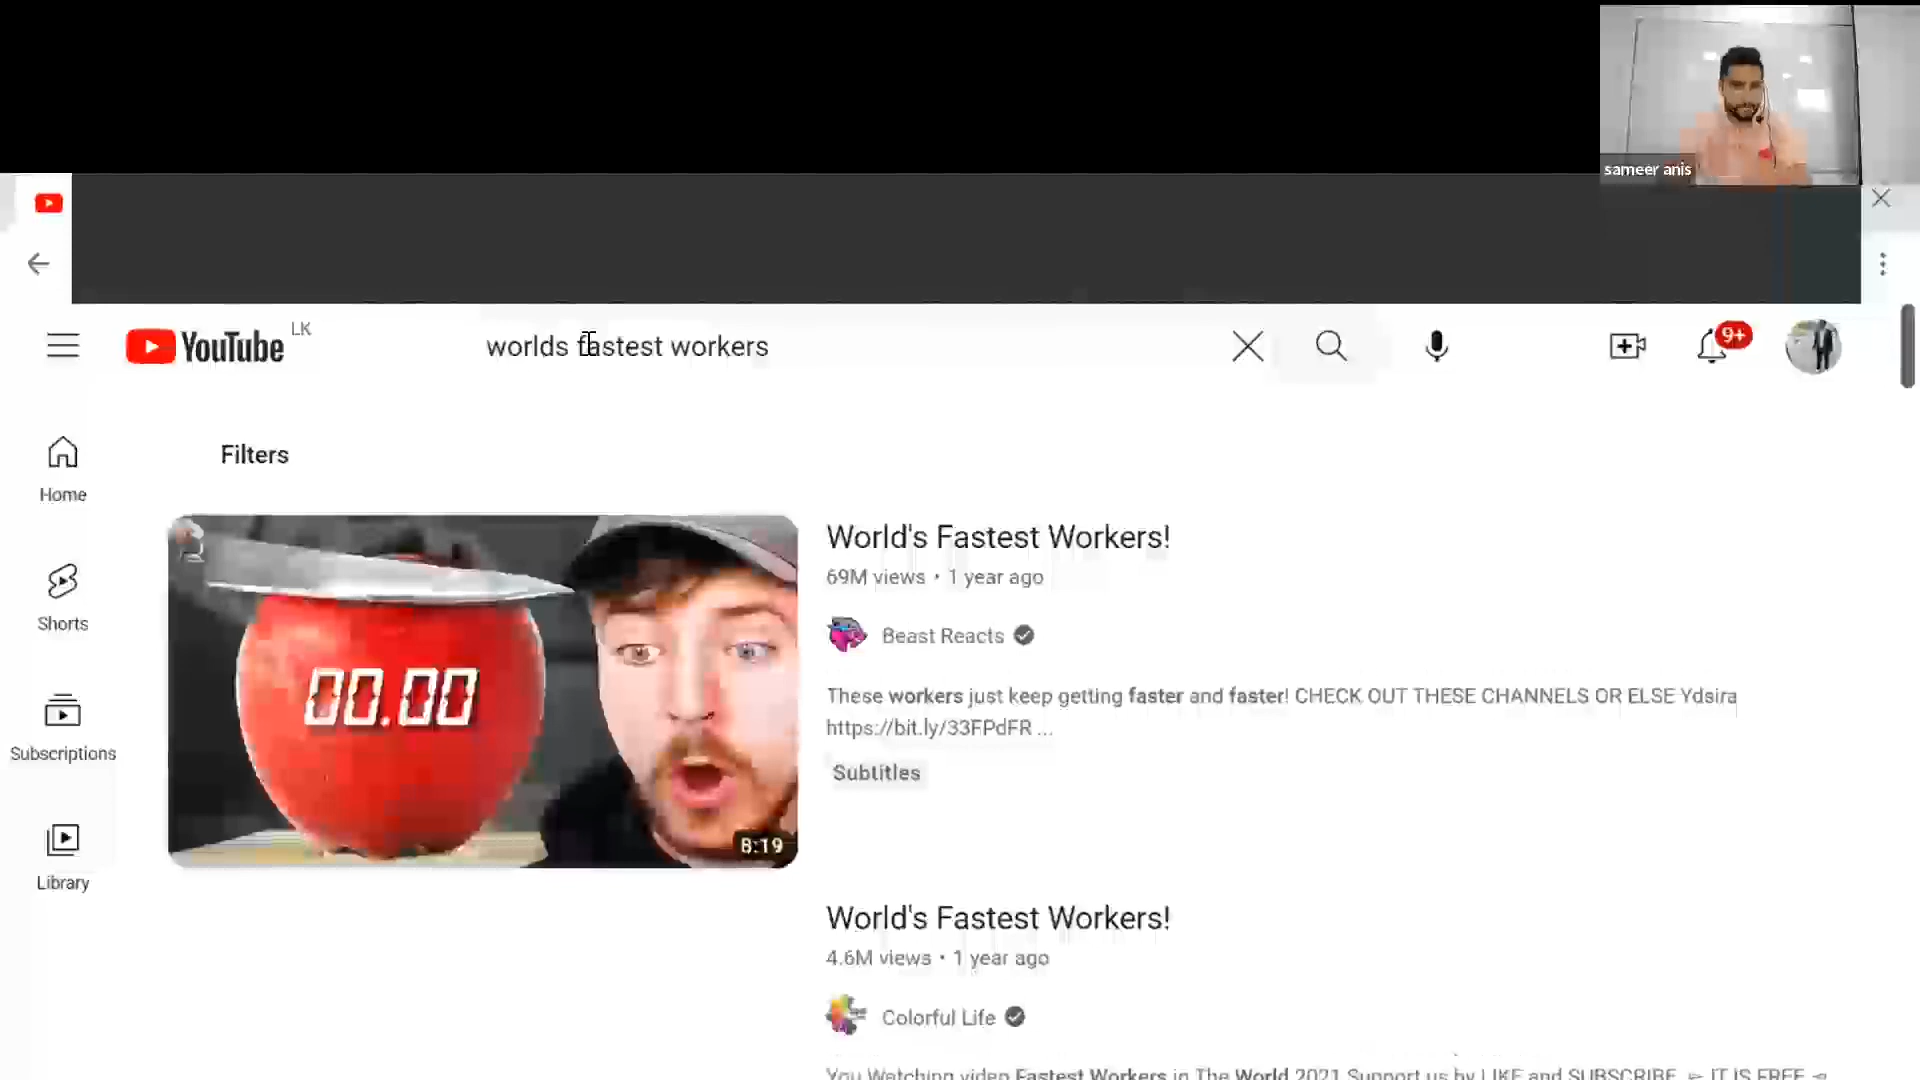 sameer anis
YouTube LK
worlds fastest workers
9+
Home
Shorts
Subscriptions
Library
Filters
00.00
8:19
World's Fastest Workers!
69M views • 1 year ago
Beast Reacts
These workers just keep getting faster and faster! CHECK OUT THESE CHANNELS OR ELSE Ydsira
https://bit.ly/33FPdFR ...
Subtitles
World's Fastest Workers!
4.6M views • 1 year ago
Colorful Life
You Watching video Fastest Workers in The World 2021 Support us by LIKE and SUBSCRIBE ► IT IS FREE ◄